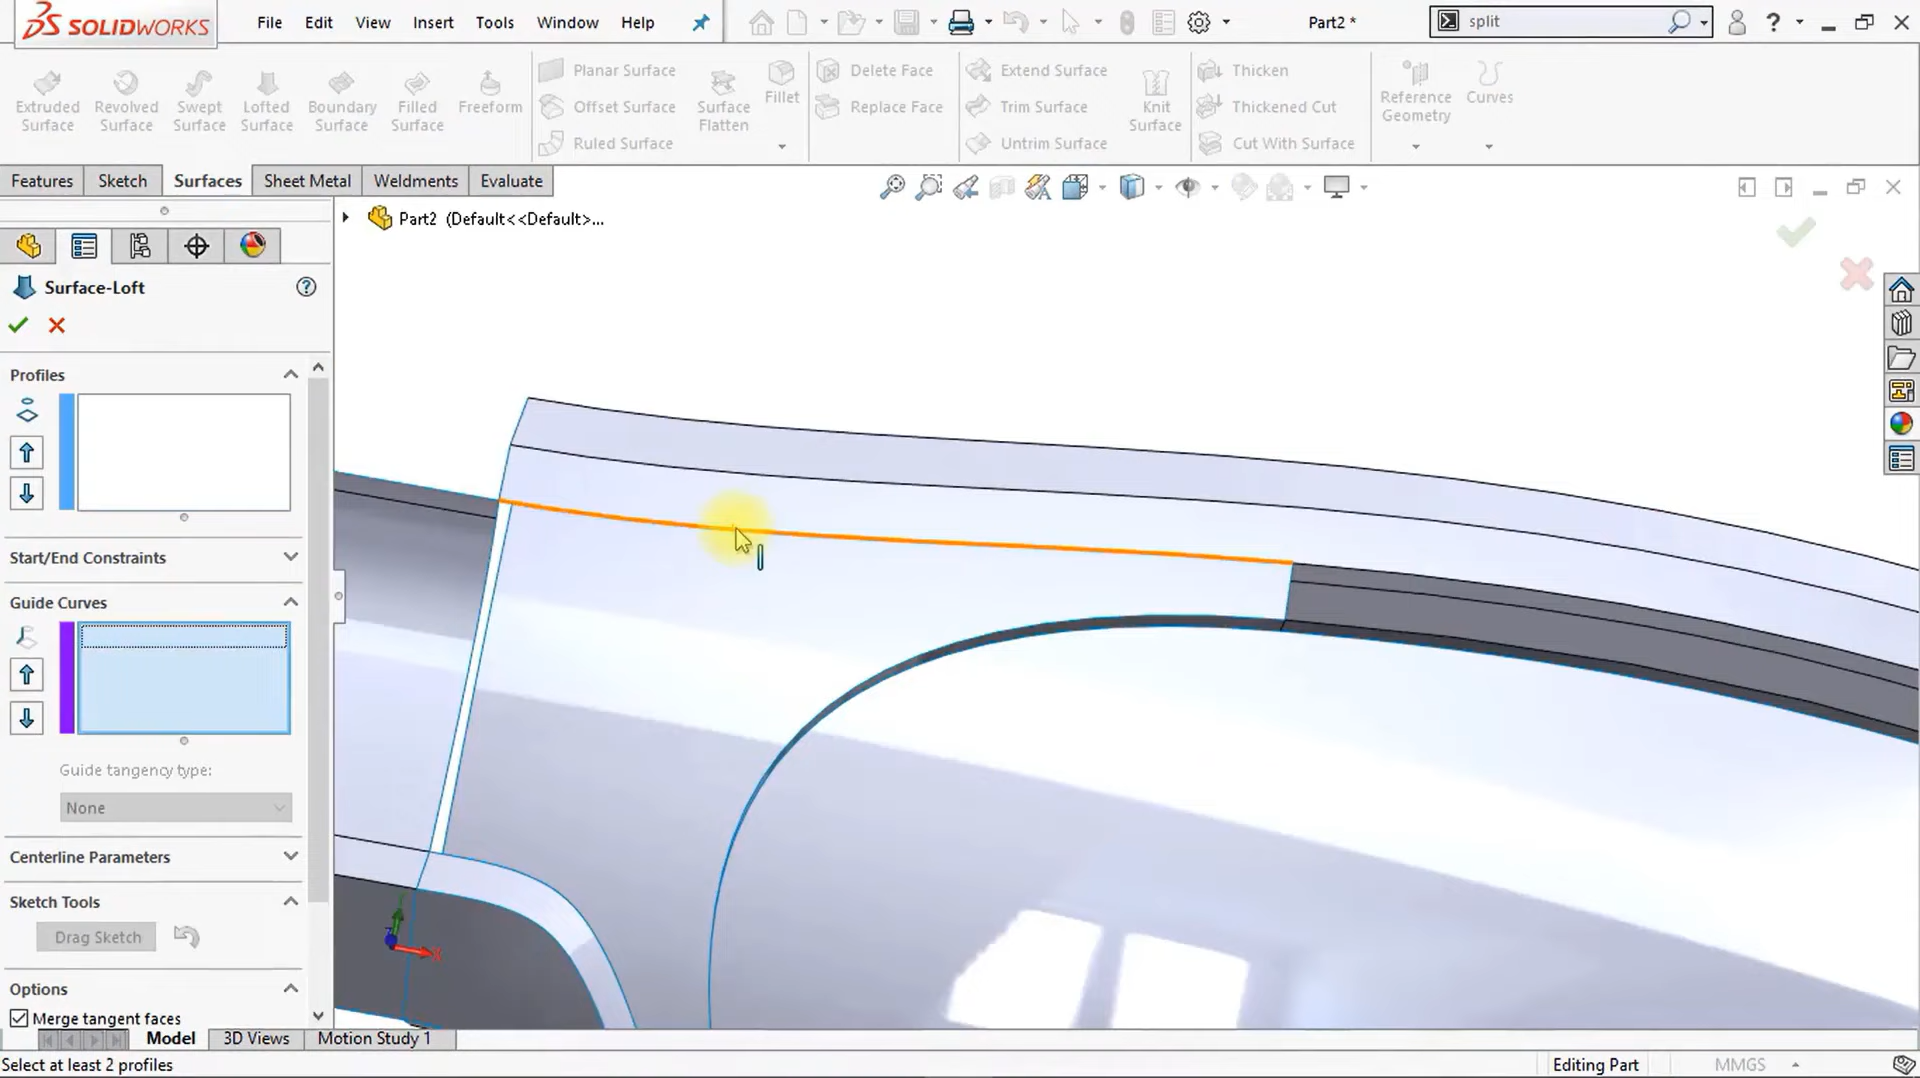 SOLIDWORKS File Edit View Insert Tools Window Help Part2 * split ?
Extruded Surface
Revolved Surface
Swept Surface
Lofted Surface
Boundary Surface
Filled Surface
Freeform
Planar Surface
Offset Surface
Ruled Surface
Surface Flatten
Fillet
Delete Face
Replace Face
Extend Surface
Trim Surface
Untrim Surface
Knit Surface
Thicken
Thickened Cut
Cut With Surface
Reference Geometry
Curves
Features Sketch Surfaces Sheet Metal Weldments Evaluate
Part2 (Default<<Default>...
Surface-Loft ?
Profiles
Start/End Constraints
Guide Curves
Guide tangency type:
None
Centerline Parameters
Sketch Tools
Drag Sketch
Options
Merge tangent faces
Model 3D Views Motion Study 1
Select at least 2 profiles Editing Part MMGS